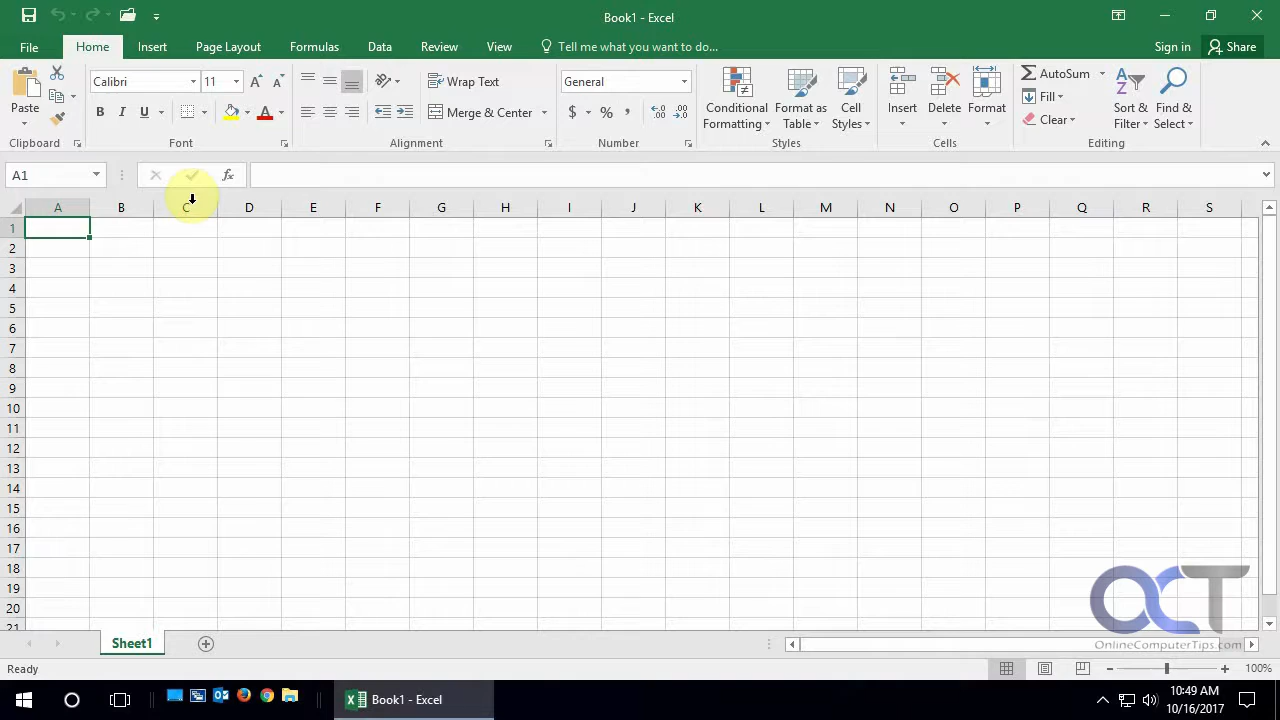 Book1 - Excel
File Home Insert Page Layout Formulas Data Review View Tell me what you want to do... Sign in Share
Paste
Clipboard
Calibri 11
B I U A
Font
Wrap Text
Merge & Center
Alignment
General
$ % ,
Number
Conditional Formatting
Format as Table
Cell Styles
Styles
Insert Delete Format
Cells
AutoSum
Fill
Clear
Sort & Filter
Find & Select
Editing
A1 fx
A B C D E F G H I J K L M N O P Q R S
1
2
3
4
5
6
7
8
9
10
11
12
13
14
15
16
17
18
19
20
21
OCT
OnlineComputerTips.com
Sheet1
Ready 100%
Book1 - Excel
10:49 AM
10/16/2017